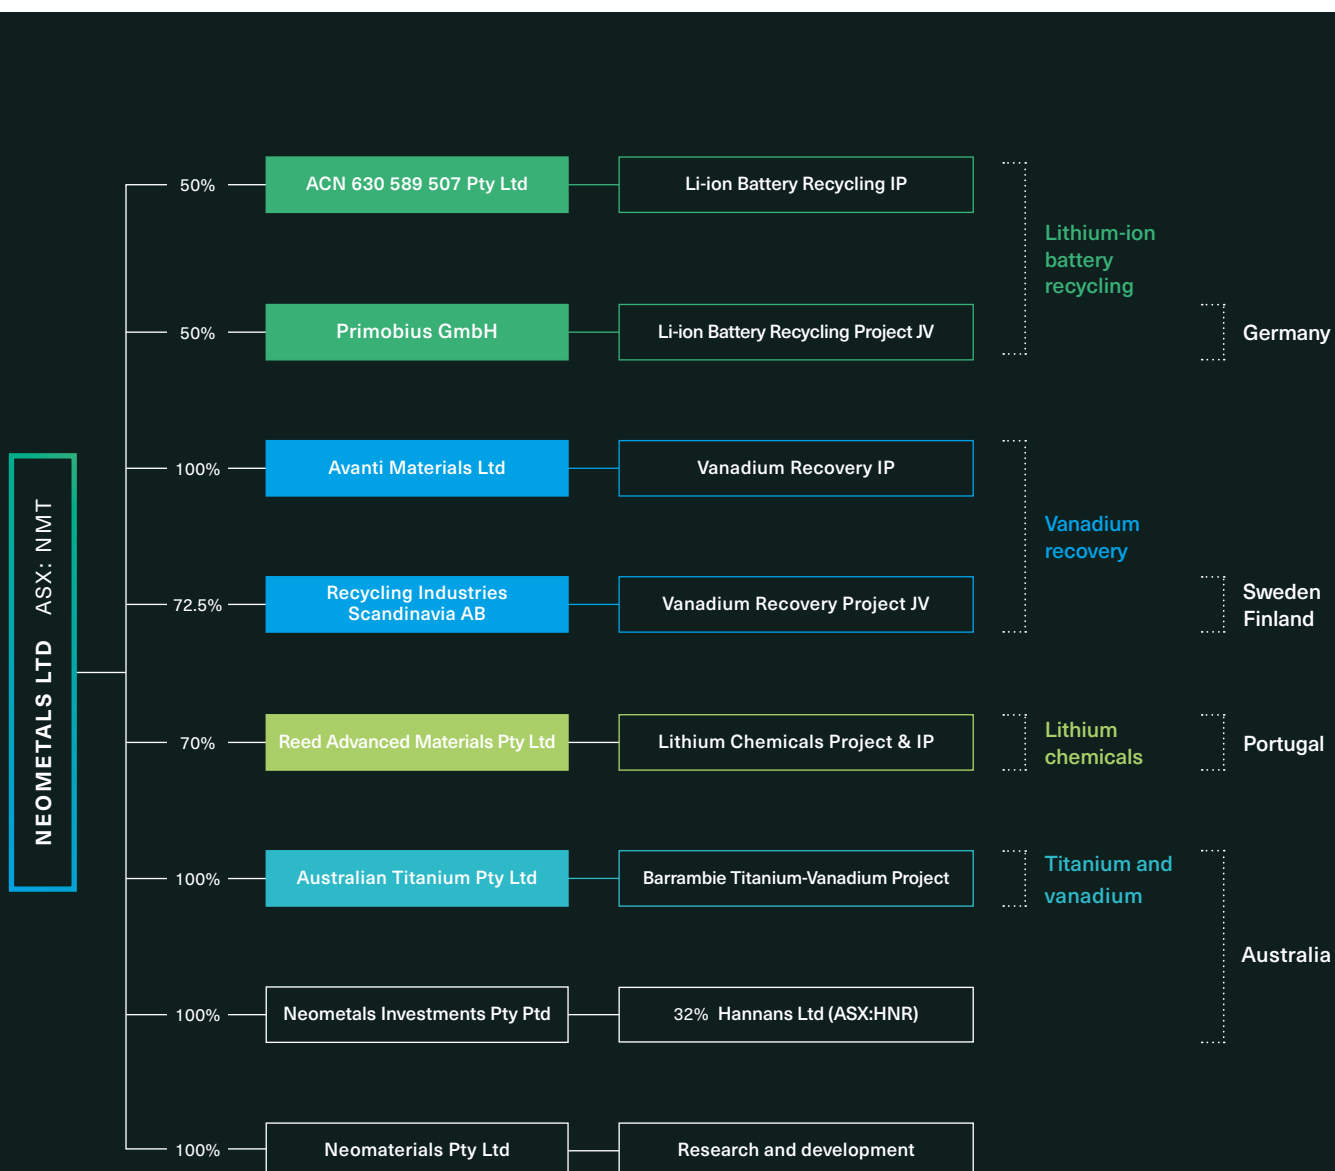 NEOMETALS LTD ASX: NMT
50%
ACN 630 589 507 Pty Ltd
Li-ion Battery Recycling IP
Lithium-ion
battery
recycling
50%
Primobius GmbH
Li-ion Battery Recycling Project JV
Germany
100%
Avanti Materials Ltd
Vanadium Recovery IP
Vanadium
recovery
72.5%
Recycling Industries
Scandinavia AB
Vanadium Recovery Project JV
Sweden
Finland
70%
Reed Advanced Materials Pty Ltd
Lithium Chemicals Project & IP
Lithium
chemicals
Portugal
100%
Australian Titanium Pty Ltd
Barrambie Titanium-Vanadium Project
Titanium and
vanadium
Australia
100%
Neometals Investments Pty Ptd
32% Hannans Ltd (ASX:HNR)
100%
Neomaterials Pty Ltd
Research and development